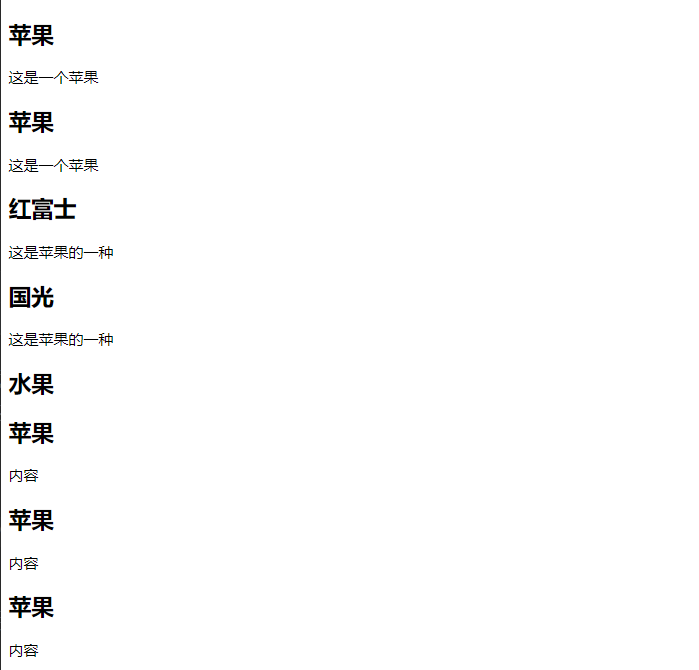 苹果
这是一个苹果
苹果
这是一个苹果
红富士
这是苹果的一种
国光
这是苹果的一种
水果
苹果
内容
苹果
内容
苹果
内容